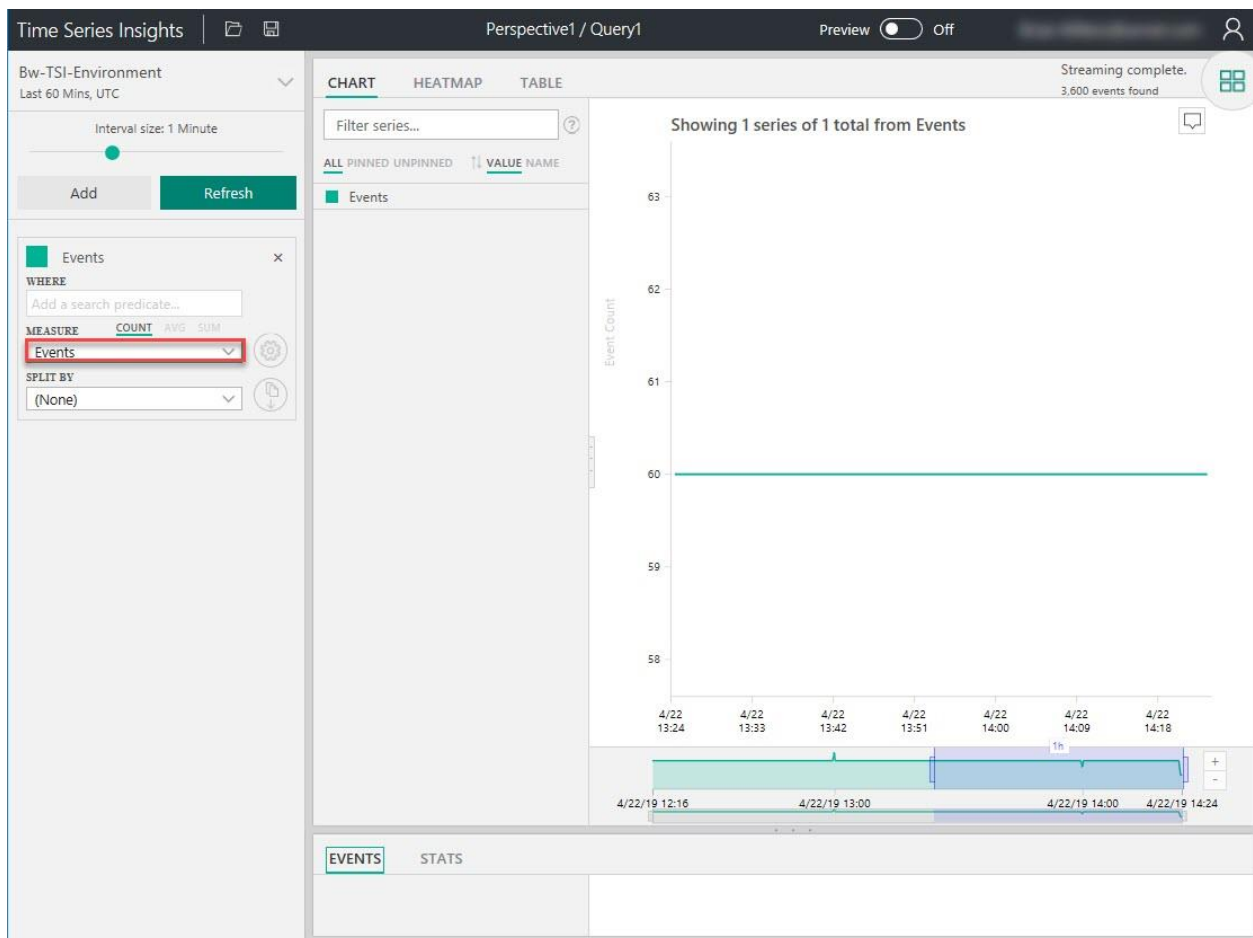 Time Series Insights
Perspective1 / Query1
Preview Off
Bw-TSI-Environment
Last 60 Mins, UTC
Interval size: 1 Minute
Add Refresh
Events ×
WHERE
Add a search predicate...
MEASURE COUNT AVG SUM
Events
SPLIT BY
(None)
CHART HEATMAP TABLE
Streaming complete.
3,600 events found
Filter series... ?
ALL PINNED UNPINNED VALUE NAME
Events
Showing 1 series of 1 total from Events
Event Count
63
62
61
60
59
58
4/22 13:24
4/22 13:33
4/22 13:42
4/22 13:51
4/22 14:00
4/22 14:09
4/22 14:18
1h
+
-
4/22/19 12:16 4/22/19 13:00 4/22/19 14:00 4/22/19 14:24
EVENTS STATS